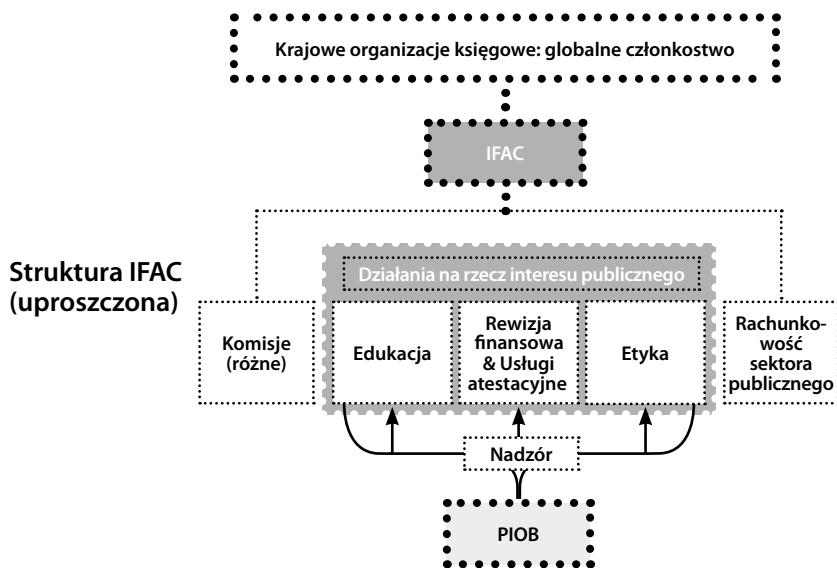 Krajowe organizacje księgowe: globalne członkostwo
IFAC
Struktura IFAC
(uproszczona)
Działania na rzecz interesu publicznego
Komisje
(różne)
Edukacja
Rewizja
finansowa
& Usługi
atestacyjne
Etyka
Rachunko-
wość
sektora
publicznego
Nadzór
PIOB